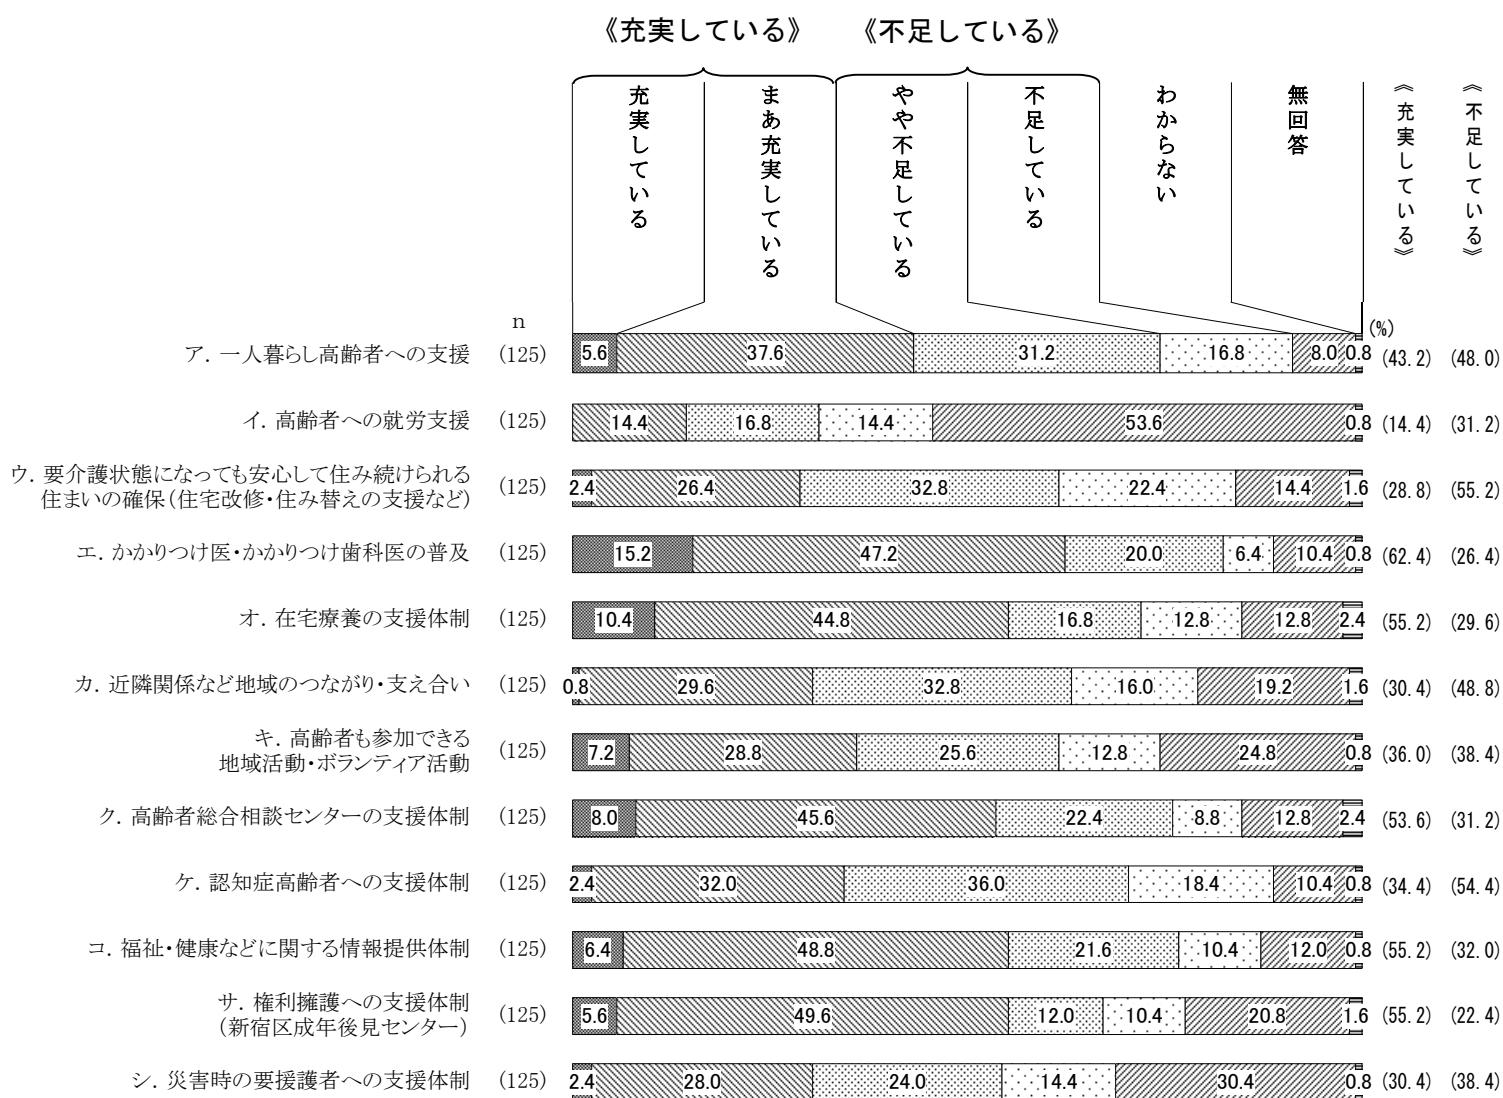 《充実している》 《不足している》
充実している
まあ充実している
やや不足している
不足している
わからない
無回答
《充実している》
《不足している》
n
(%)
ア．一人暮らし高齢者への支援 (125) 5.6 37.6 31.2 16.8 8.0 0.8 (43.2) (48.0)
イ．高齢者への就労支援 (125) 14.4 16.8 14.4 53.6 0.8 (14.4) (31.2)
ウ．要介護状態になっても安心して住み続けられる
住まいの確保（住宅改修・住み替えの支援など） (125) 2.4 26.4 32.8 22.4 14.4 1.6 (28.8) (55.2)
エ．かかりつけ医・かかりつけ歯科医の普及 (125) 15.2 47.2 20.0 6.4 10.4 0.8 (62.4) (26.4)
オ．在宅療養の支援体制 (125) 10.4 44.8 16.8 12.8 12.8 2.4 (55.2) (29.6)
カ．近隣関係など地域のつながり・支え合い (125) 0.8 29.6 32.8 16.0 19.2 1.6 (30.4) (48.8)
キ．高齢者も参加できる
地域活動・ボランティア活動 (125) 7.2 28.8 25.6 12.8 24.8 0.8 (36.0) (38.4)
ク．高齢者総合相談センターの支援体制 (125) 8.0 45.6 22.4 8.8 12.8 2.4 (53.6) (31.2)
ケ．認知症高齢者への支援体制 (125) 2.4 32.0 36.0 18.4 10.4 0.8 (34.4) (54.4)
コ．福祉・健康などに関する情報提供体制 (125) 6.4 48.8 21.6 10.4 12.0 0.8 (55.2) (32.0)
サ．権利擁護への支援体制
（新宿区成年後見センター） (125) 5.6 49.6 12.0 10.4 20.8 1.6 (55.2) (22.4)
シ．災害時の要援護者への支援体制 (125) 2.4 28.0 24.0 14.4 30.4 0.8 (30.4) (38.4)